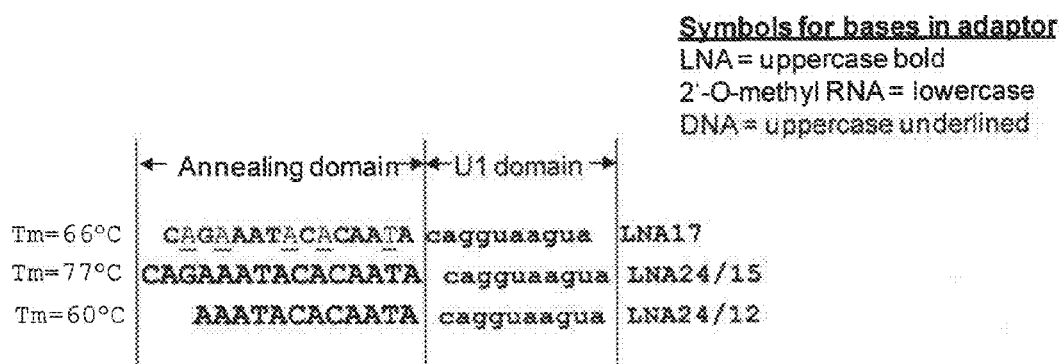 Symbols for bases in adaptor
LNA = uppercase bold
2'-O-methyl RNA = lowercase
DNA = uppercase underlined
Annealing domain U1 domain
Tm=66°C CAGAAATACACAATA cagguaagua LNA17
Tm=77°C CAGAAATACACAATA cagguaagua LNA24/15
Tm=60°C AAATACACAATA cagguaagua LNA24/12